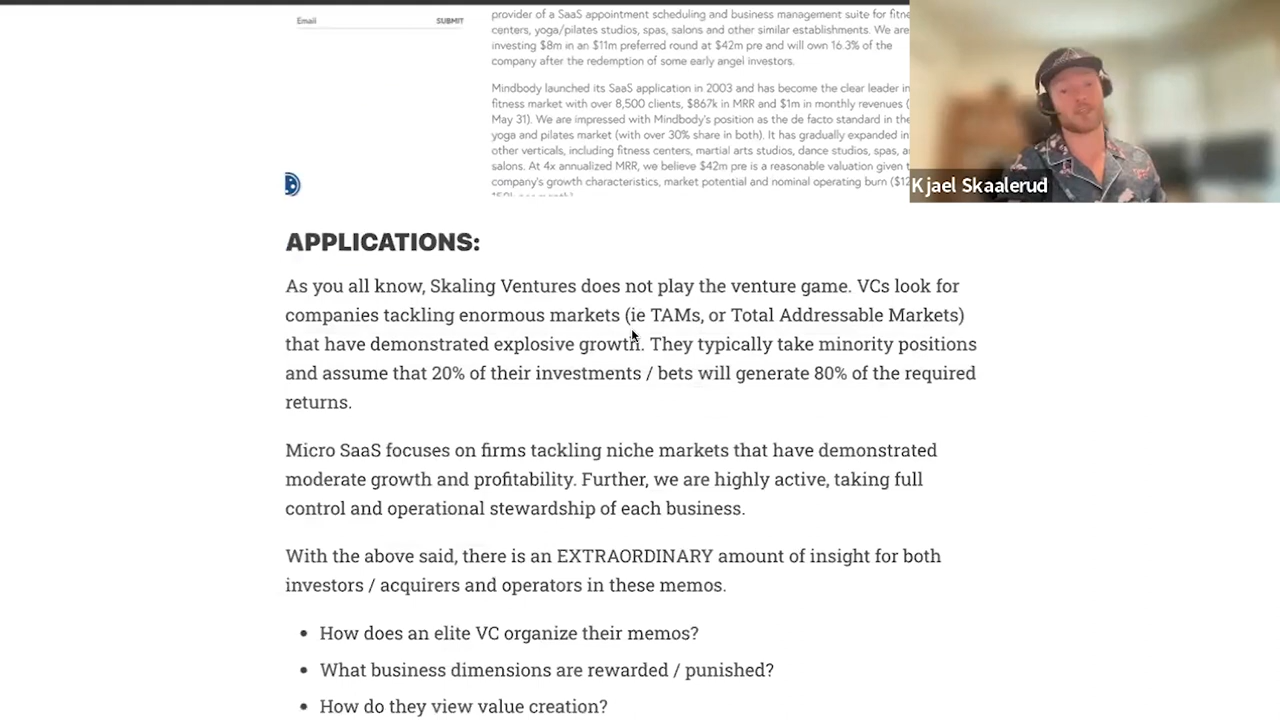 Email
SUBMIT
provider of a SaaS appointment scheduling and business management suite for
centers, yoga/pilates studios, spas, salons and other similar establishments. We are
investing $8m in an $11m preferred round at $42m pre and will own 16.3% of the
company after the redemption of some early angel investors.
Mindbody launched its SaaS application in 2003 and has become the clear leader in
fitness market with over 8,500 clients, $867k in MRR and $1m in monthly revenues (
May 31). We are impressed with Mindbody's position as the de facto standard in the
yoga and pilates market (with over 30% share in both). It has gradually expanded in
other verticals, including fitness centers, martial arts studios, dance studios, spas,
salons. At 4x annualized MRR, we believe $42m pre is a reasonable valuation given
company's growth characteristics, market potential and nominal operating burn
Kjael Skaalerud
APPLICATIONS:
As you all know, Skaling Ventures does not play the venture game. VCs look for
companies tackling enormous markets (ie TAMs, or Total Addressable Markets)
that have demonstrated explosive growth. They typically take minority positions
and assume that 20% of their investments / bets will generate 80% of the required
returns.
Micro SaaS focuses on firms tackling niche markets that have demonstrated
moderate growth and profitability. Further, we are highly active, taking full
control and operational stewardship of each business.
With the above said, there is an EXTRAORDINARY amount of insight for both
investors / acquirers and operators in these memos.
• How does an elite VC organize their memos?
• What business dimensions are rewarded / punished?
• How do they view value creation?